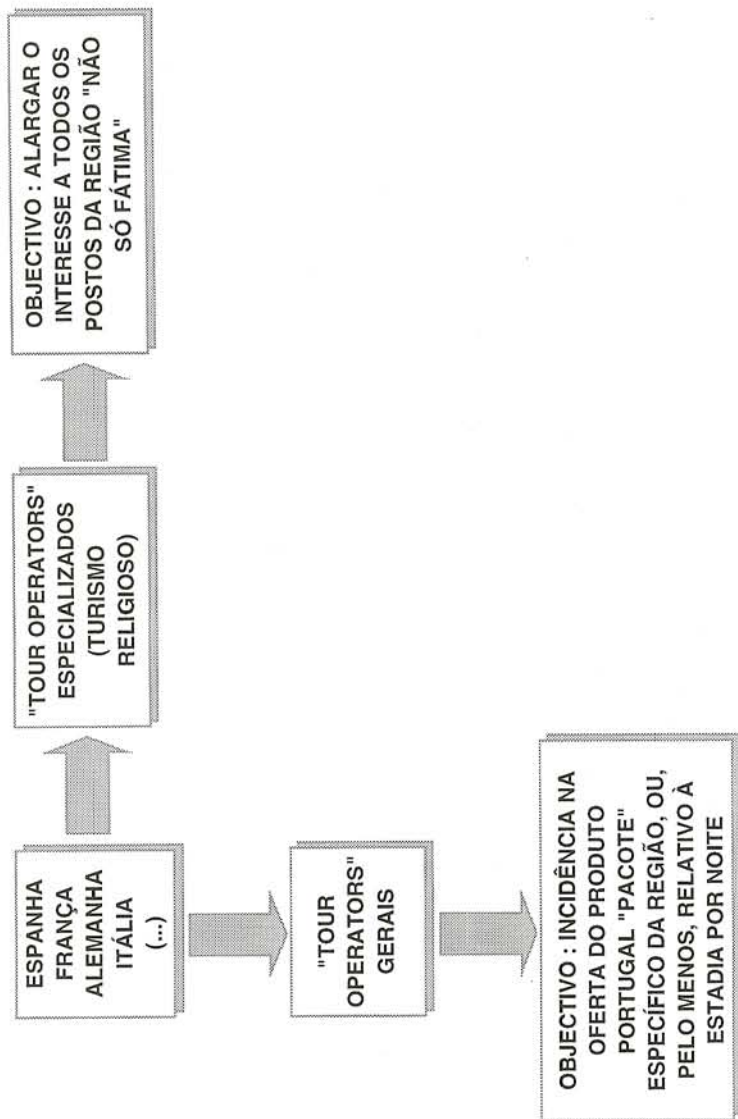 ESPANHA
FRANÇA
ALEMANHA
ITÁLIA
(...)
"TOUR OPERATORS"
ESPECIALIZADOS
(TURISMO
RELIGIOSO)
OBJECTIVO : ALARGAR O
INTERESSE A TODOS OS
POSTOS DA REGIÃO "NÃO
SÓ FÁTIMA"
"TOUR
OPERATORS"
GERAIS
OBJECTIVO : INCIDÊNCIA NA
OFERTA DO PRODUTO
PORTUGAL "PACOTE"
ESPECÍFICO DA REGIÃO, OU,
PELO MENOS, RELATIVO À
ESTADIA POR NOITE